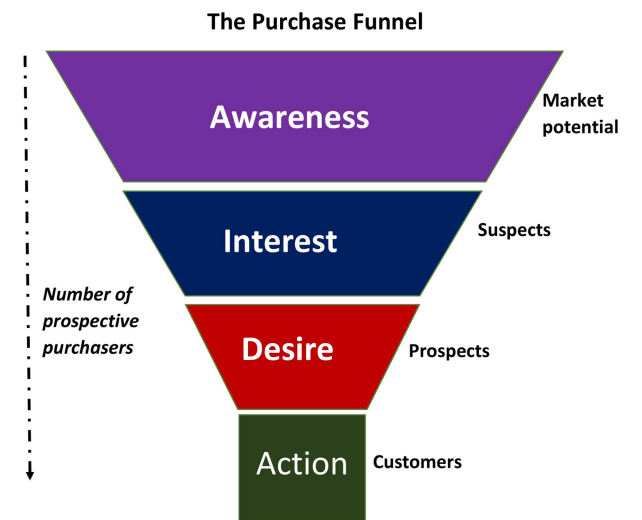 The Purchase Funnel
Awareness
Market
potential
Interest
Suspects
Number of
prospective
purchasers
Desire
Prospects
Action
Customers